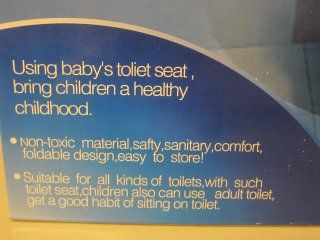 Using baby's toliet seat ,
bring children a healthy
childhood.
• Non-toxic material,safty,sanitary,comfort,
foldable design,easy to store!
• Suitable for all kinds of toilets,with such
toilet seat,children also can use adult toilet,
get a good habit of sitting on toilet.